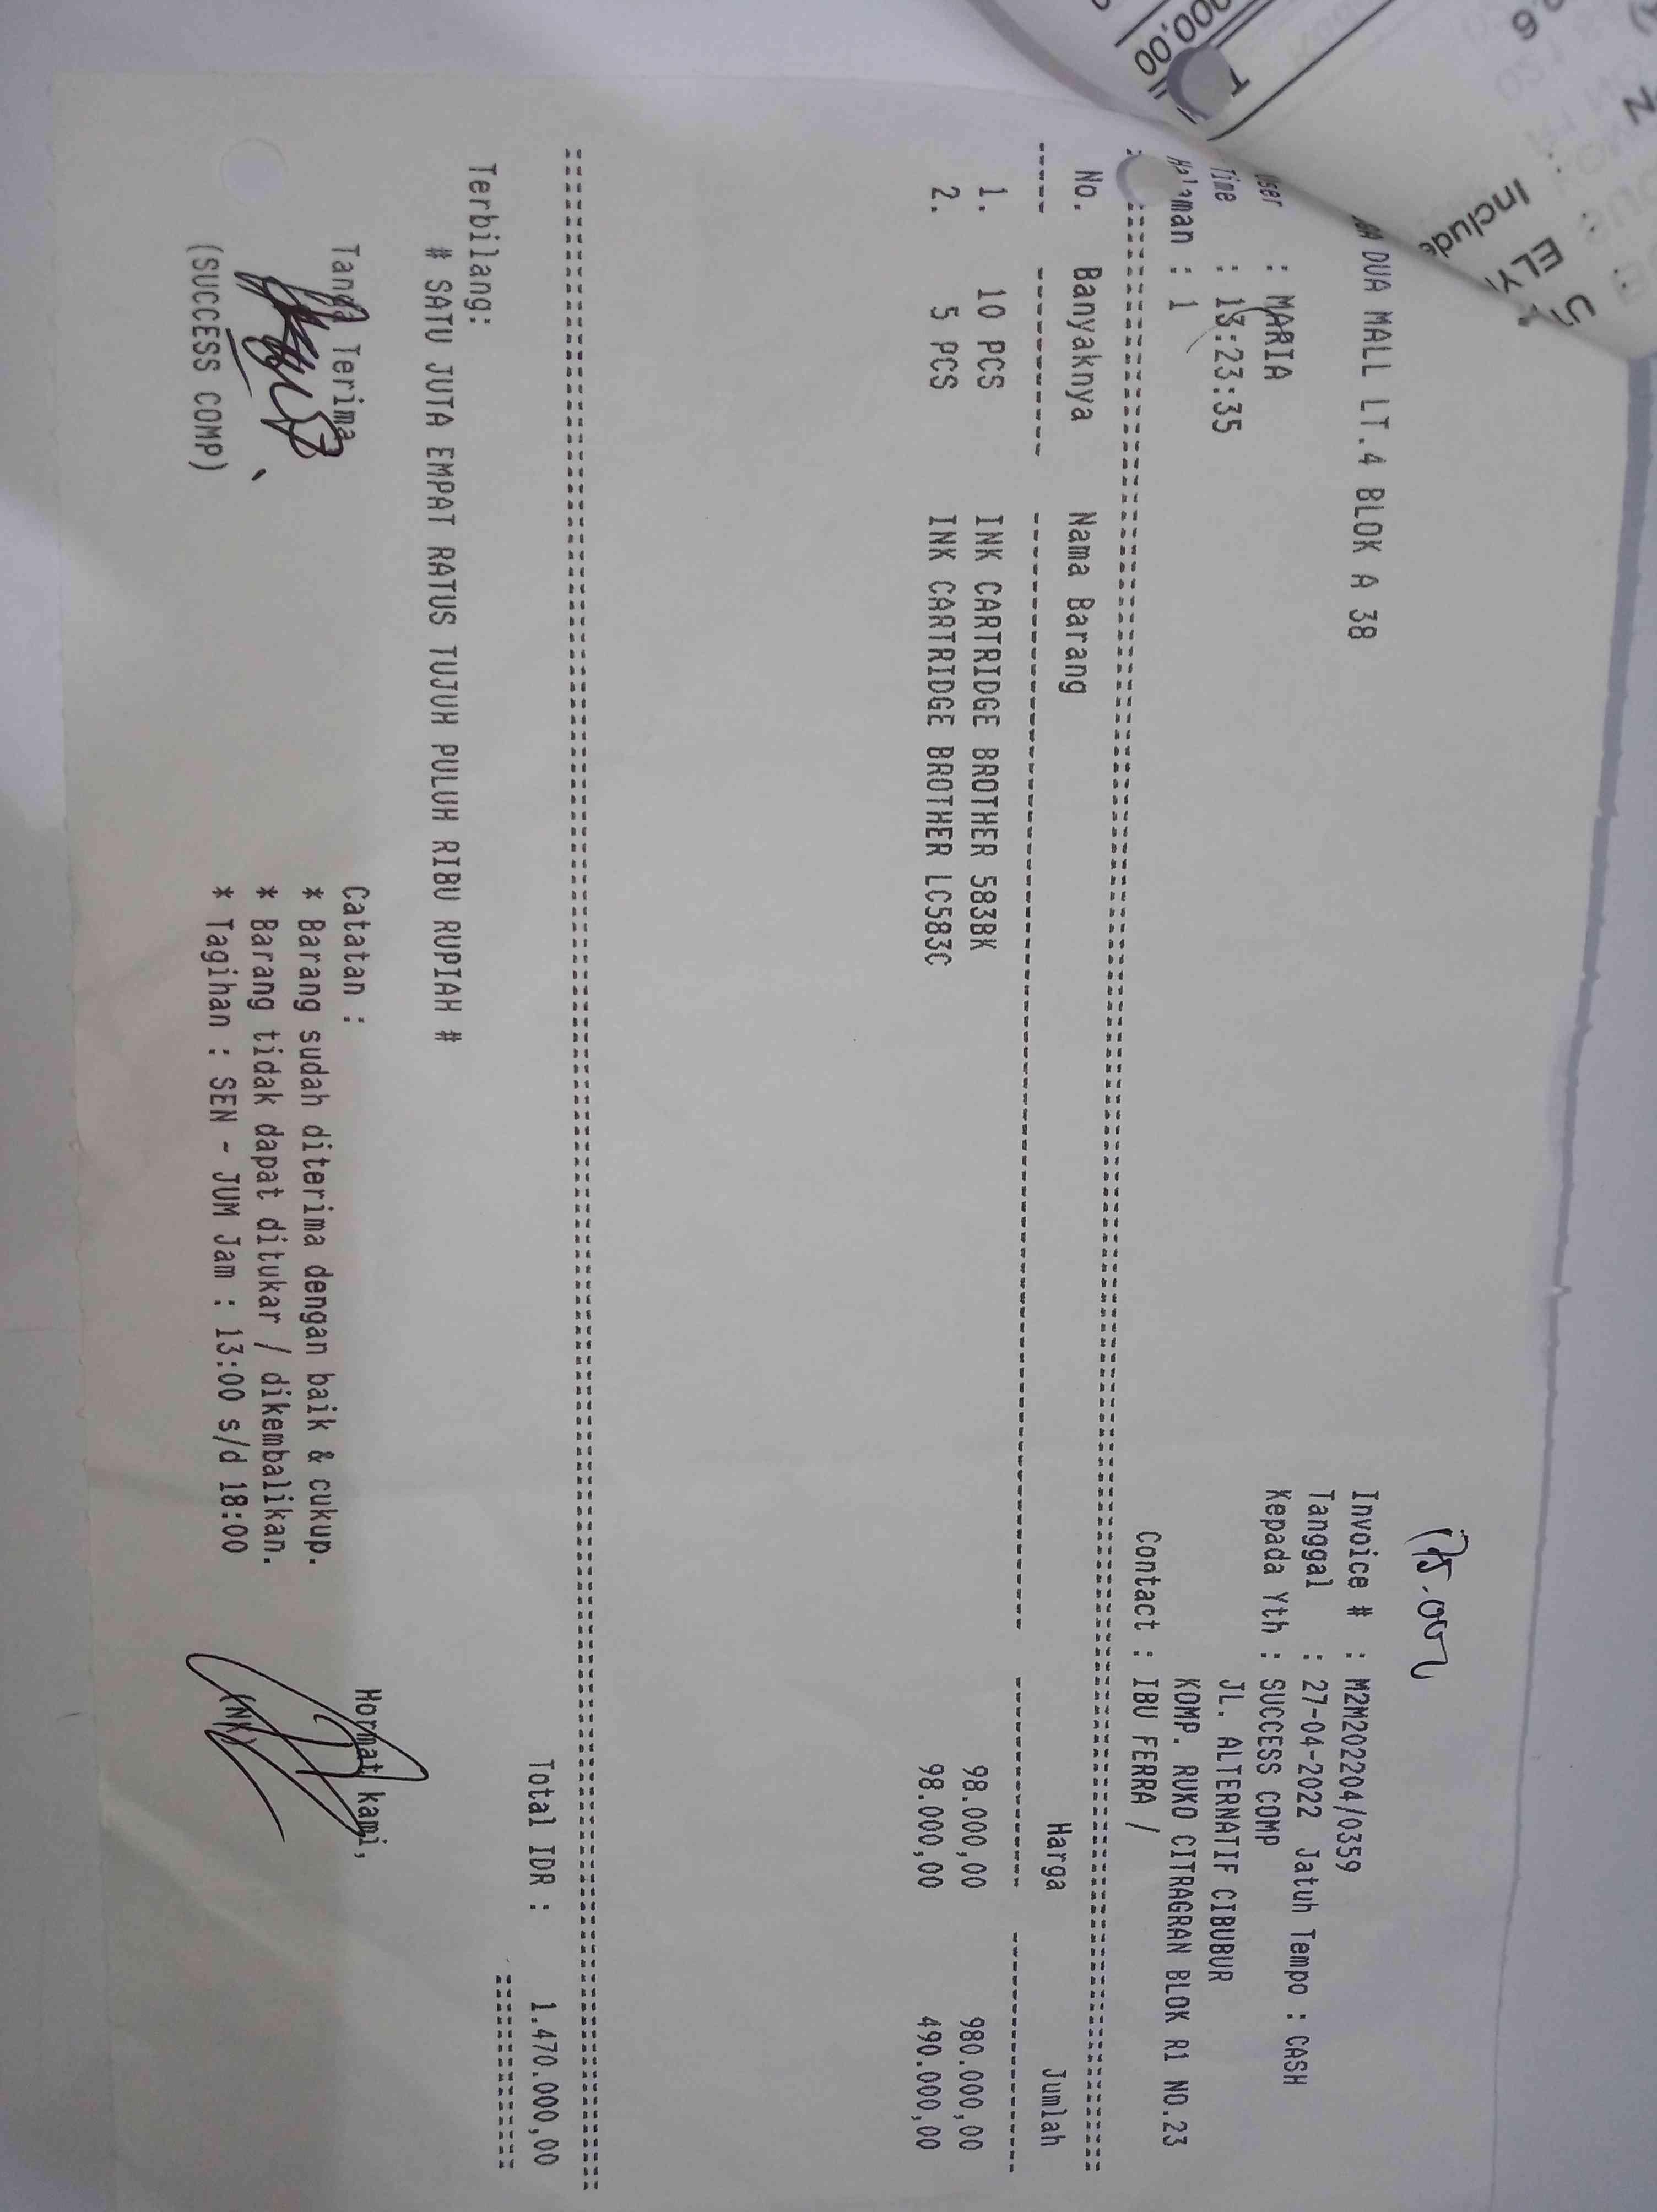 DUA MALL LT.4 BLOK A 38
Invoice # : M2M202204/0359
Tanggal : 27-04-2022 Jatuh Tempo : CASH
Kepada Yth : SUCCESS COMP
JL. ALTERNATIF CIBUBUR
KOMP. RUKO CITRAGRAN BLOK R1 NO.23
Contact : IBU FERRA /
User : MARIA
Time : 13:23:35
Halaman : 1
No. Banyaknya Nama Barang Harga Jumlah
1. 10 PCS INK CARTRIDGE BROTHER 583BK 98.000,00 980.000,00
2. 5 PCS INK CARTRIDGE BROTHER LC583C 98.000,00 490.000,00
Total IDR : 1.470.000,00
Terbilang:
# SATU JUTA EMPAT RATUS TUJUH PULUH RIBU RUPIAH #
Tanda Terima
(SUCCESS COMP)
Catatan :
* Barang sudah diterima dengan baik & cukup.
* Barang tidak dapat ditukar / dikembalikan.
* Tagihan : SEN - JUM Jam : 13:00 s/d 18:00
Hormat kami,
000,00
Include